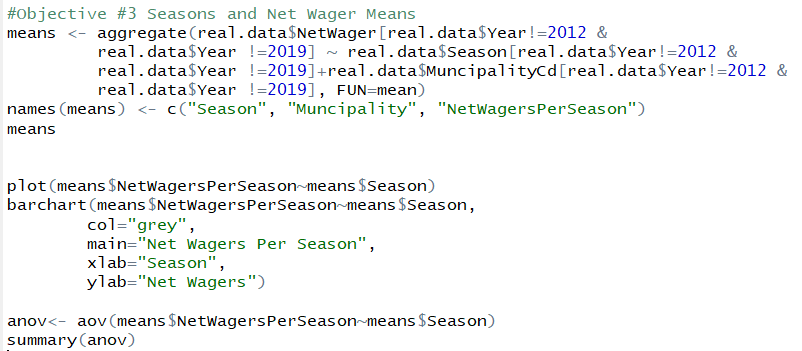 #Objective #3 Seasons and Net Wager Means
means <- aggregate(real.data$NetWager[real.data$Year!=2012 &
real.data$Year !=2019] ~ real.data$Season[real.data$Year!=2012 &
real.data$Year !=2019]+real.data$MuncipalityCd[real.data$Year!=2012 &
real.data$Year !=2019], FUN=mean)
names(means) <- c("Season", "Muncipality", "NetWagersPerSeason")
means
plot(means$NetWagersPerSeason~means$Season)
barchart(means$NetWagersPerSeason~means$Season,
col="grey",
main="Net Wagers Per Season",
xlab="Season",
ylab="Net Wagers")
anov<- aov(means$NetWagersPerSeason~means$Season)
summary(anov)